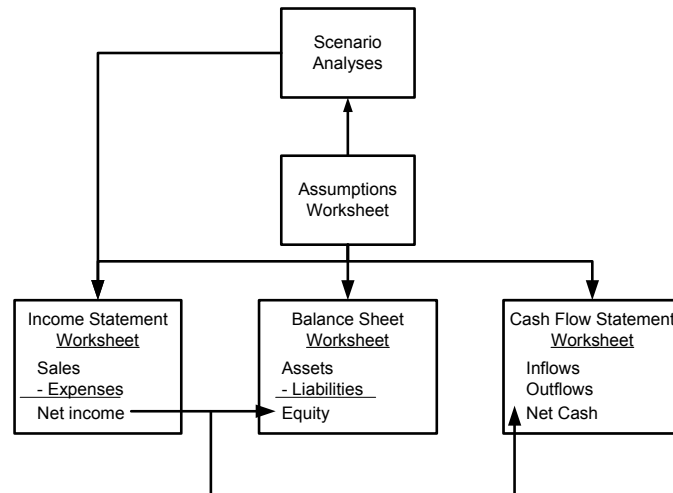 Scenario
Analyses
Assumptions
Worksheet
Income Statement
Worksheet
Sales
- Expenses
Net income
Balance Sheet
Worksheet
Assets
- Liabilities
Equity
Cash Flow Statement
Worksheet
Inflows
Outflows
Net Cash